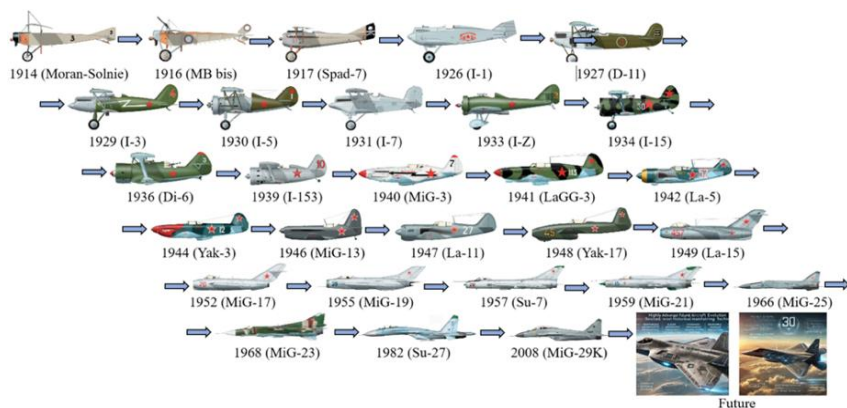 1914 (Moran-Solnie)
1916 (MB bis)
1917 (Spad-7)
1926 (I-1)
1927 (D-11)
1929 (I-3)
1930 (I-5)
1931 (I-7)
1933 (I-Z)
1934 (I-15)
1936 (Di-6)
1939 (I-153)
1940 (MiG-3)
1941 (LaGG-3)
1942 (La-5)
1944 (Yak-3)
1946 (MiG-13)
1947 (La-11)
1948 (Yak-17)
1949 (La-15)
1952 (MiG-17)
1955 (MiG-19)
1957 (Su-7)
1959 (MiG-21)
1966 (MiG-25)
1968 (MiG-23)
1982 (Su-27)
2008 (MiG-29K)
30
Future